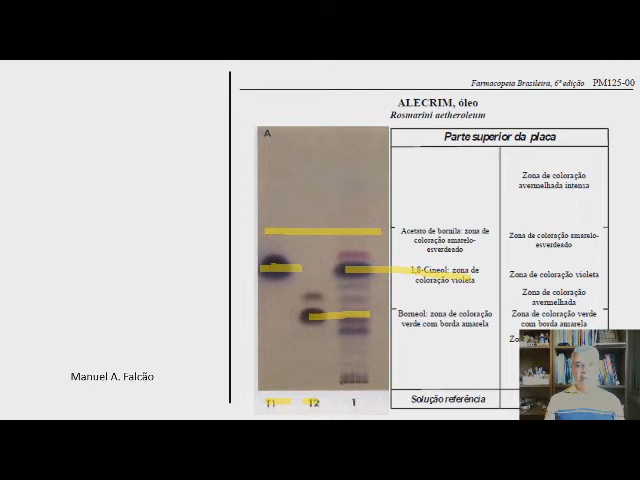 Farmacopeia Brasileira, 6ª edição PM125-00
ALECRIM, óleo
Rosmarini aetheroleum
A
Parte superior da placa
Zona de coloração
avermelhada intensa
Acetato de bornila: zona de
coloração amarelo-
esverdeado
Zona de coloração amarelo-
esverdeado
1,8-Cineol: zona de
coloração violeta
Zona de coloração violeta
Zona de coloração
avermelhada
Borneol: zona de coloração
verde com borda amarela
Zona de coloração verde
com borda amarela
Manuel A. Falcão
T1 T2 1
Solução referência